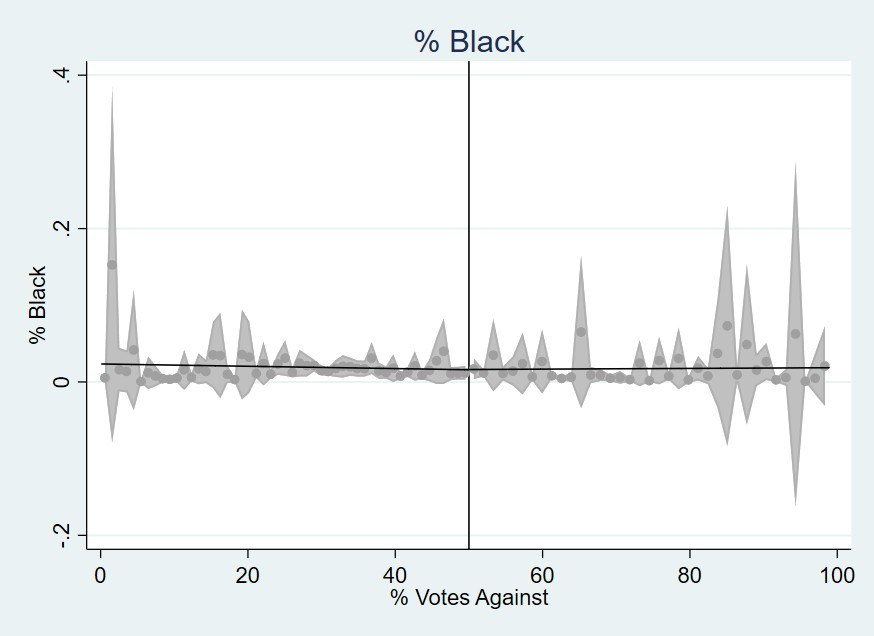 % Black
% Black
.4
.2
0
-.2
0 20 40 60 80 100
% Votes Against